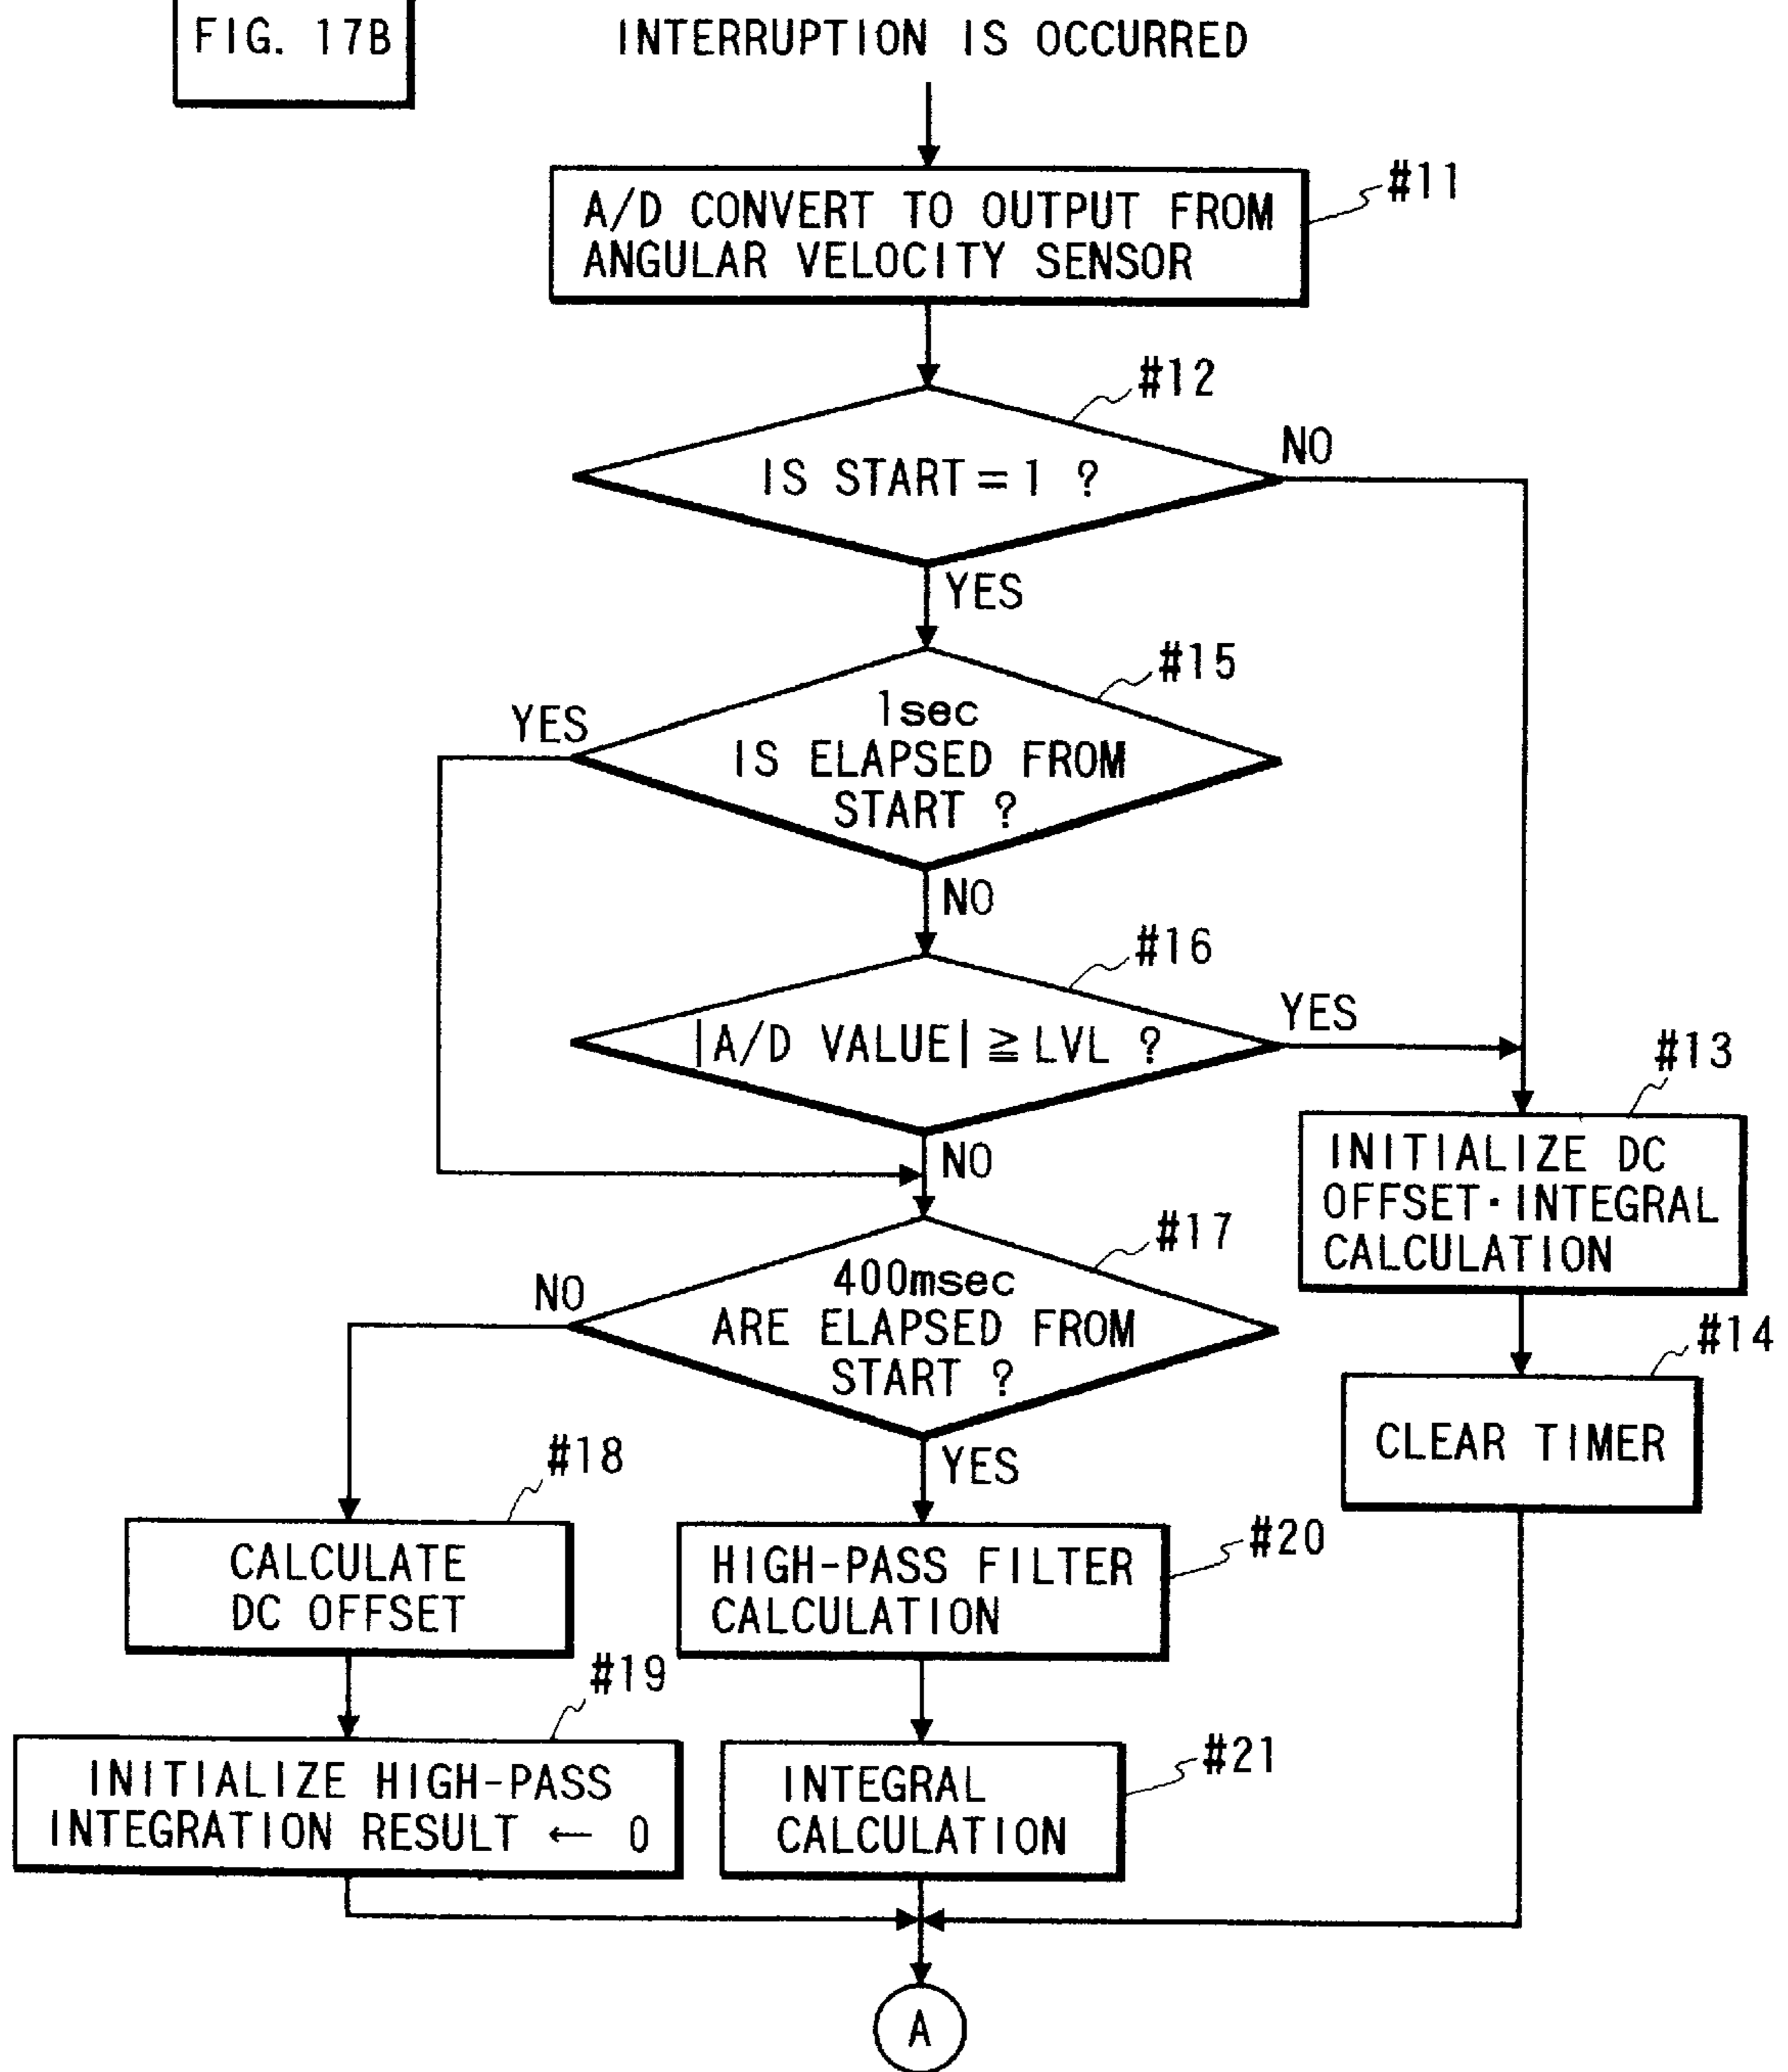 FIG. 17B
INTERRUPTION IS OCCURRED
#11
A/D CONVERT TO OUTPUT FROM
ANGULAR VELOCITY SENSOR
#12
NO
IS START = 1 ?
YES
#15
YES
1sec
IS ELAPSED FROM
START ?
NO
#16
YES
|A/D VALUE| ≧ LVL ?
#13
NO
INITIALIZE DC
OFFSET·INTEGRAL
CALCULATION
#17
NO
400msec
ARE ELAPSED FROM
START ?
#14
CLEAR TIMER
YES
#18
CALCULATE
DC OFFSET
#20
HIGH-PASS FILTER
CALCULATION
#19
INITIALIZE HIGH-PASS
INTEGRATION RESULT ← 0
#21
INTEGRAL
CALCULATION
A